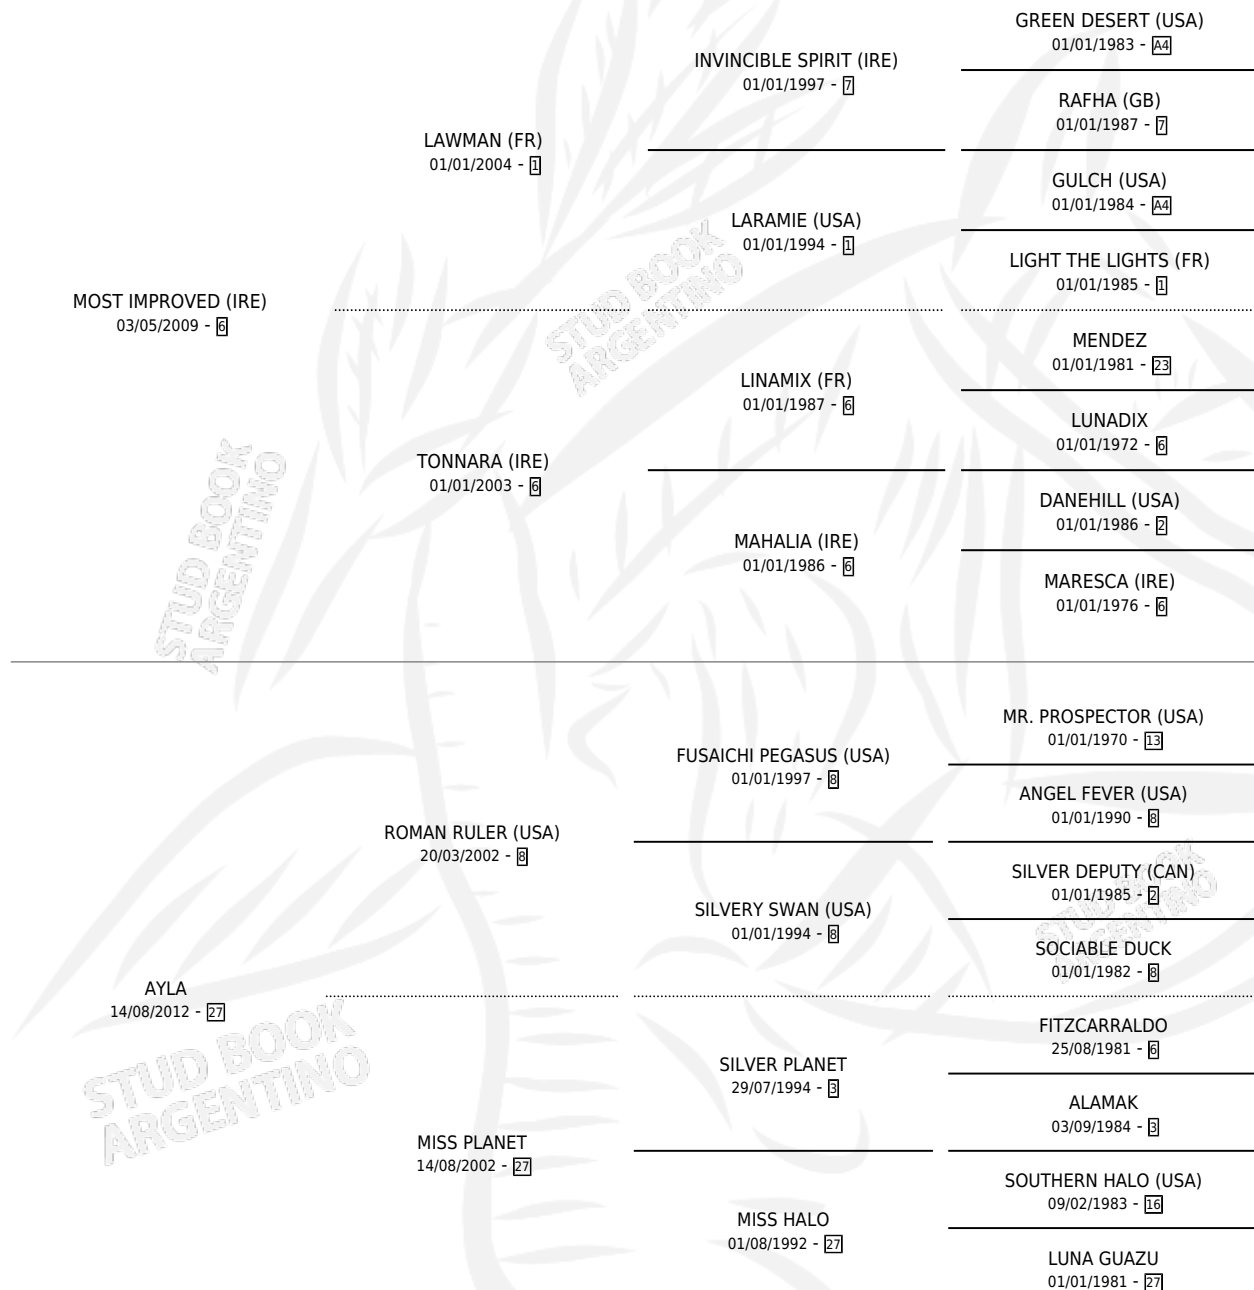 GREEN DESERT (USA)
01/01/1983 - A4
INVINCIBLE SPIRIT (IRE)
01/01/1997 - 7
RAFHA (GB)
01/01/1987 - 7
LAWMAN (FR)
01/01/2004 - 1
GULCH (USA)
01/01/1984 - A4
LARAMIE (USA)
01/01/1994 - 1
LIGHT THE LIGHTS (FR)
01/01/1985 - 1
MOST IMPROVED (IRE)
03/05/2009 - 6
MENDEZ
01/01/1981 - 23
LINAMIX (FR)
01/01/1987 - 6
LUNADIX
01/01/1972 - 6
TONNARA (IRE)
01/01/2003 - 6
DANEHILL (USA)
01/01/1986 - 2
MAHALIA (IRE)
01/01/1986 - 6
MARESCA (IRE)
01/01/1976 - 6
MR. PROSPECTOR (USA)
01/01/1970 - 13
FUSAICHI PEGASUS (USA)
01/01/1997 - 8
ANGEL FEVER (USA)
01/01/1990 - 8
ROMAN RULER (USA)
20/03/2002 - 8
SILVER DEPUTY (CAN)
01/01/1985 - 2
SILVERY SWAN (USA)
01/01/1994 - 8
SOCIABLE DUCK
01/01/1982 - 8
AYLA
14/08/2012 - 27
FITZCARRALDO
25/08/1981 - 6
SILVER PLANET
29/07/1994 - 3
ALAMAK
03/09/1984 - 3
MISS PLANET
14/08/2002 - 27
SOUTHERN HALO (USA)
09/02/1983 - 16
MISS HALO
01/08/1992 - 27
LUNA GUAZU
01/01/1981 - 27
STUD BOOK
ARGENTINO
STUD BOOK
ARGENTINO
STUD BOOK
ARGENTINO
STUD BOOK
ARGENTINO